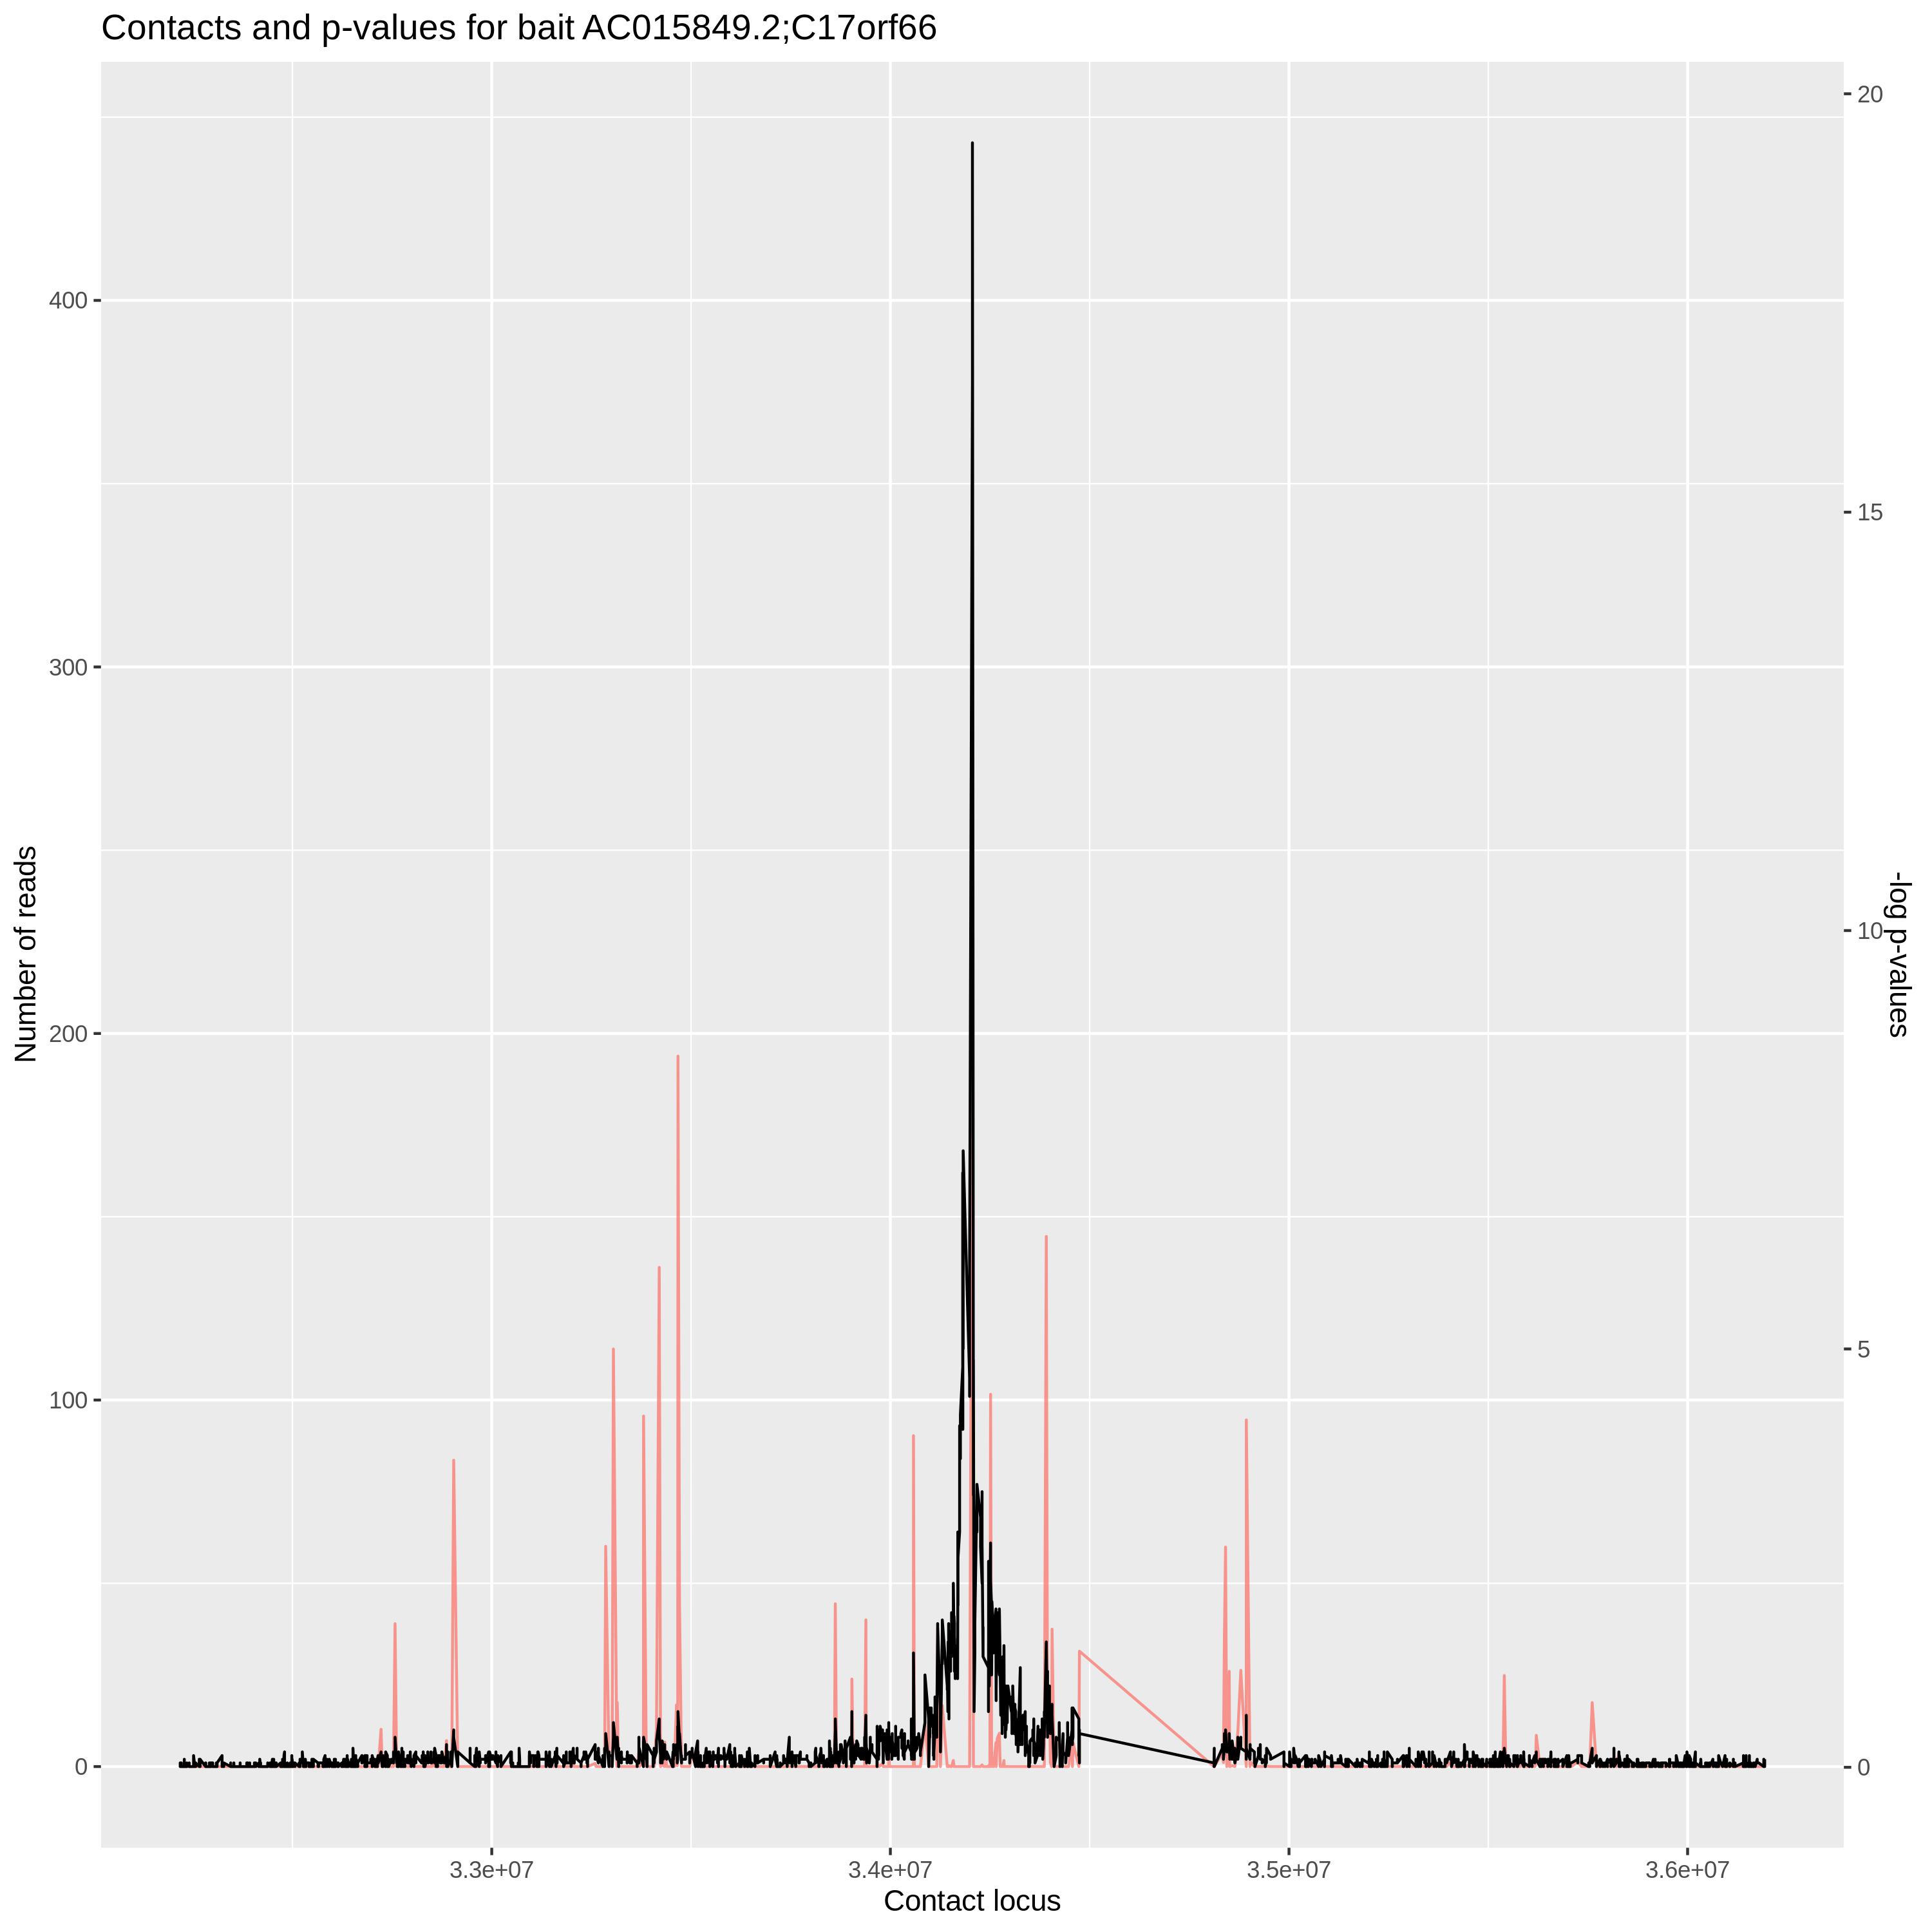 Contacts and p-values for bait AC015849.2;C17orf66
Number of reads
400
300
200
100
0
20
15
10
5
0
-log p-values
3.3e+07
3.4e+07
3.5e+07
3.6e+07
Contact locus